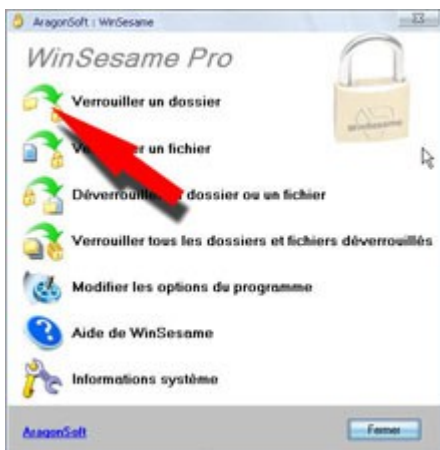 AragonSoft : WinSesame
WinSesame Pro
Verrouiller un dossier
WinSesame
un fichier
dossier ou un fichier
Verrouiller tous les dossiers et fichiers déverrouillés
Modifier les options du programme
Aide de WinSesame
Informations système
AragonSoft
Fermer